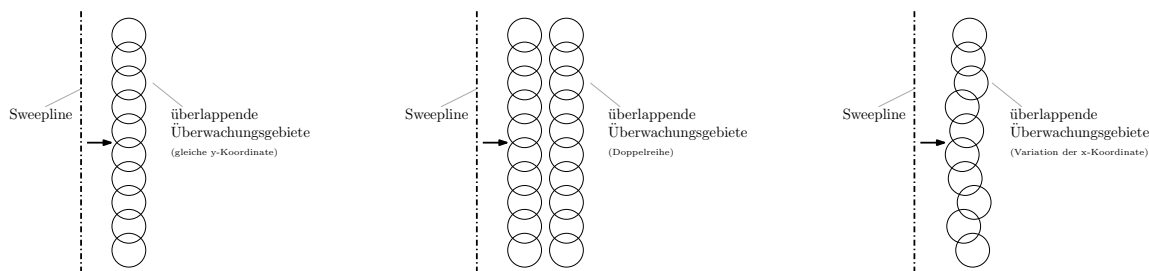 Sweepline
überlappende
Überwachungsgebiete
(gleiche y-Koordinate)
Sweepline
überlappende
Überwachungsgebiete
(Doppelreihe)
Sweepline
überlappende
Überwachungsgebiete
(Variation der x-Koordinate)